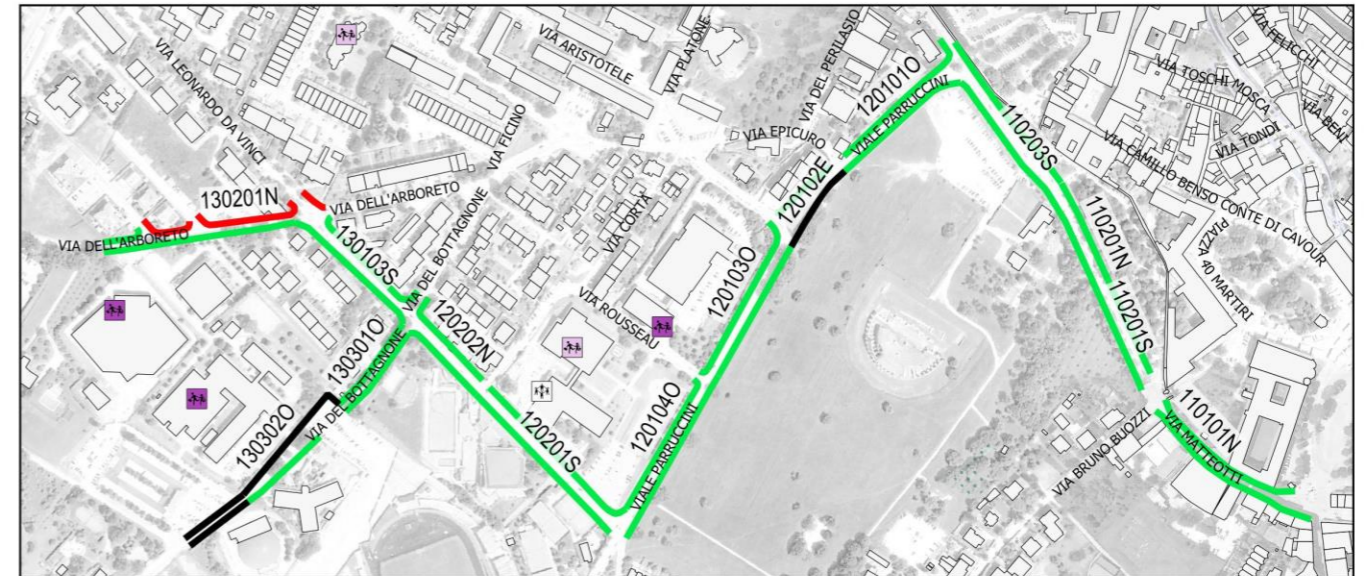 VIA LEONARDO DA VINCI
VIA ARISTOTELE
VIA PLATONE
VIA DEL PERILASIO
VIA FELICCHI
VIA TOSCHI MOSCA
VIA BENI
VIA TONDI
VIA CAMILLO BENSO CONTE DI CAVOUR
PIAZZA 40 MARTIRI
VIA FICINO
VIA EPICURO
VIALE PARRUCCINI
120101O
120102E
110203S
110201N
110201S
110101N
VIA MATTEOTTI
VIA BRUNO BUOZZI
130201N
VIA DELL'ARBORETO
VIA DELL'ARBORETO
130103S
VIA DEL BOTTAGNONE
VIA CORTA
VIA ROUSSEAU
120103O
120202N
130301O
VIA DEL BOTTAGNONE
130302O
120201S
120104O
VIALE PARRUCCINI